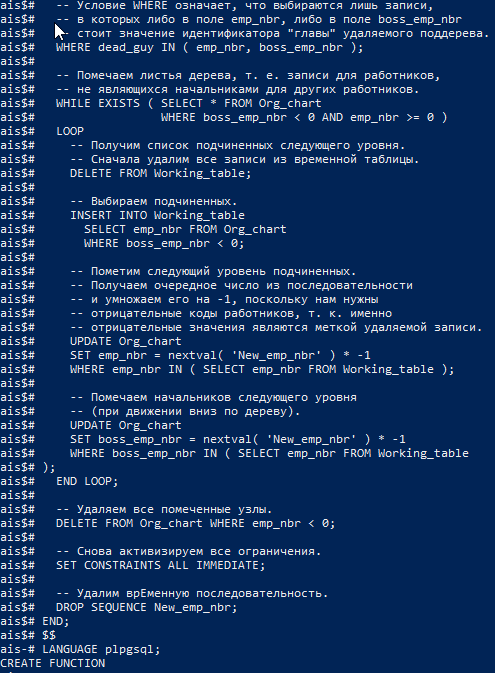 ais$#   -- Условие WHERE означает, что выбираются лишь записи,
ais$#   -- в которых либо в поле emp_nbr, либо в поле boss_emp_nbr
ais$#   -- стоит значение идентификатора "главы" удаляемого поддерева.
ais$#   WHERE dead_guy IN ( emp_nbr, boss_emp_nbr );
ais$#
ais$#   -- Помечаем листья дерева, т. е. записи для работников,
ais$#   -- не являющихся начальниками для других работников.
ais$#   WHILE EXISTS ( SELECT * FROM Org_chart
ais$#                  WHERE boss_emp_nbr < 0 AND emp_nbr >= 0 )
ais$#   LOOP
ais$#     -- Получим список подчиненных следующего уровня.
ais$#     -- Сначала удалим все записи из временной таблицы.
ais$#     DELETE FROM Working_table;
ais$#
ais$#     -- Выбираем подчиненных.
ais$#     INSERT INTO Working_table
ais$#       SELECT emp_nbr FROM Org_chart
ais$#       WHERE boss_emp_nbr < 0;
ais$#
ais$#     -- Пометим следующий уровень подчиненных.
ais$#     -- Получаем очередное число из последовательности
ais$#     -- и умножаем его на -1, поскольку нам нужны
ais$#     -- отрицательные коды работников, т. к. именно
ais$#     -- отрицательные значения являются меткой удаляемой записи.
ais$#     UPDATE Org_chart
ais$#     SET emp_nbr = nextval( 'New_emp_nbr' ) * -1
ais$#     WHERE emp_nbr IN ( SELECT emp_nbr FROM Working_table );
ais$#
ais$#     -- Помечаем начальников следующего уровня
ais$#     -- (при движении вниз по дереву).
ais$#     UPDATE Org_chart
ais$#     SET boss_emp_nbr = nextval( 'New_emp_nbr' ) * -1
ais$#     WHERE boss_emp_nbr IN ( SELECT emp_nbr FROM Working_table
ais$# );
ais$#   END LOOP;
ais$#
ais$#   -- Удаляем все помеченные узлы.
ais$#   DELETE FROM Org_chart WHERE emp_nbr < 0;
ais$#
ais$#   -- Снова активизируем все ограничения.
ais$#   SET CONSTRAINTS ALL IMMEDIATE;
ais$#
ais$#   -- Удалим врЕменную последовательность.
ais$#   DROP SEQUENCE New_emp_nbr;
ais$# END;
ais$# $$
ais-# LANGUAGE plpgsql;
CREATE FUNCTION